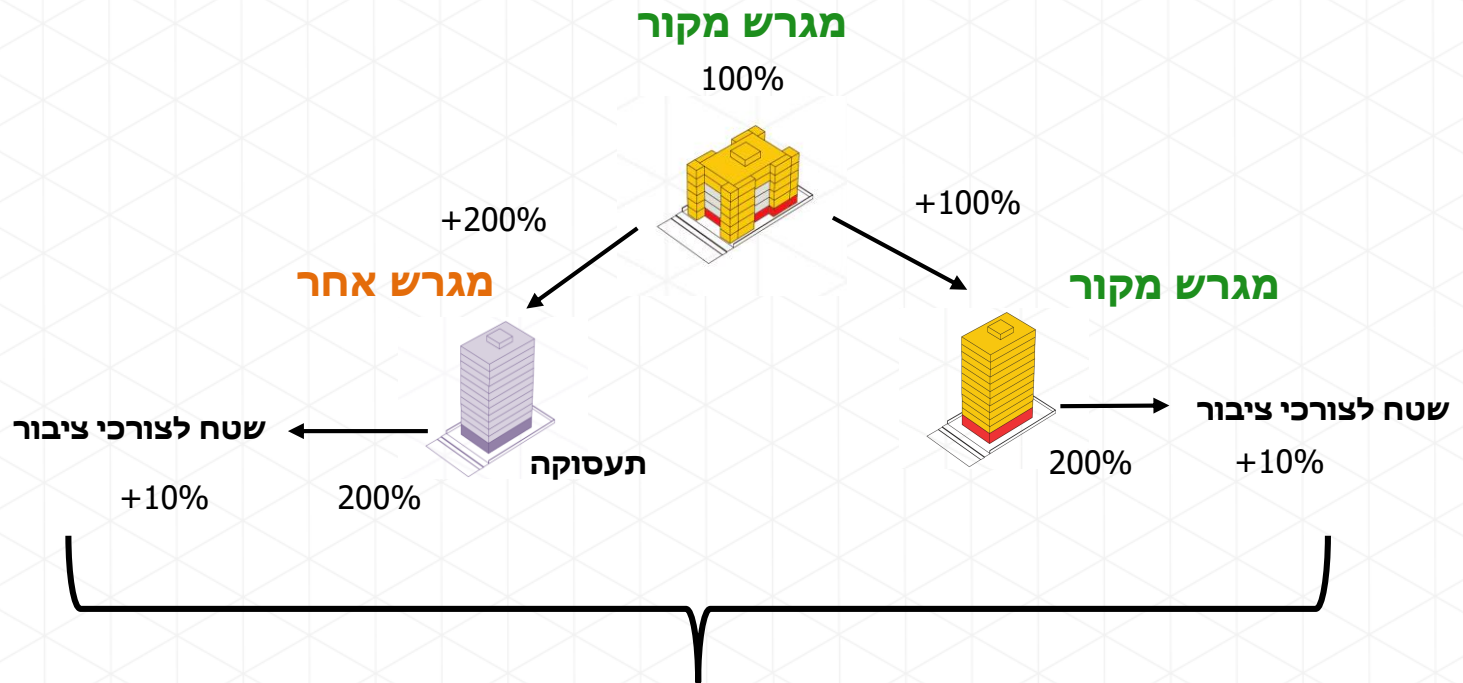 מגרש מקור
100%
+100%
+200%
מגרש מקור
מגרש אחר
שטח לצורכי ציבור
+10%
200%
תעסוקה
200%
שטח לצורכי ציבור
+10%